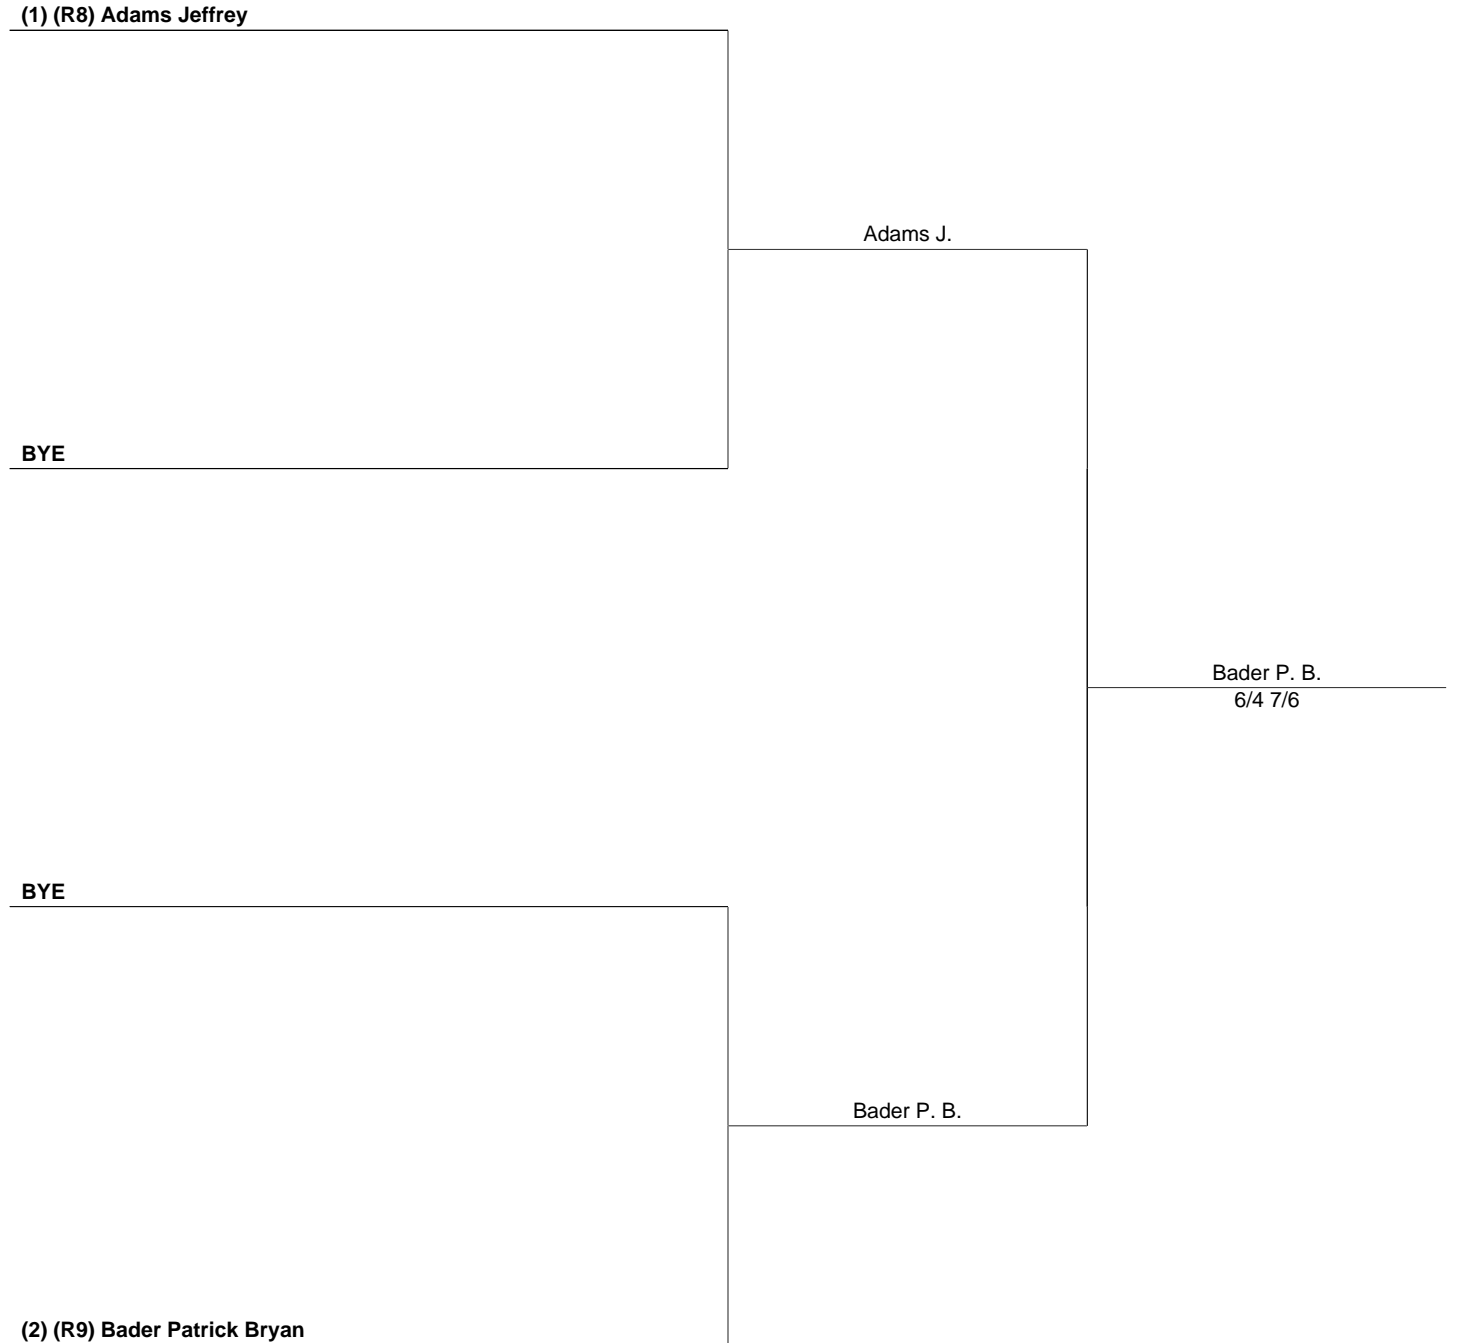 (1) (R8) Adams Jeffrey
Adams J.
BYE
Bader P. B.
6/4 7/6
BYE
Bader P. B.
(2) (R9) Bader Patrick Bryan